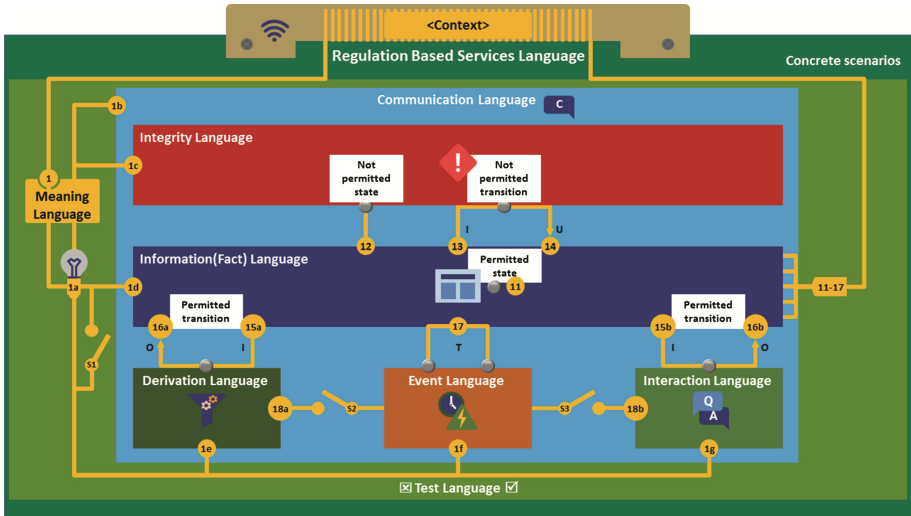 <Context>
Regulation Based Services Language
Concrete scenarios
Communication Language
C
1b
Integrity Language
1c
Not
permitted
state
!
Not
permitted
transition
1
Meaning
Language
12
13
I
U
14
Information(Fact) Language
Permitted
state
11
1a
1d
11-17
Permitted
transition
16a
15a
17
Permitted
transition
15b
16b
O
I
T
I
O
S1
Derivation Language
Event Language
Interaction Language
Q
A
18a
S2
S3
18b
1e
1f
1g
Test Language